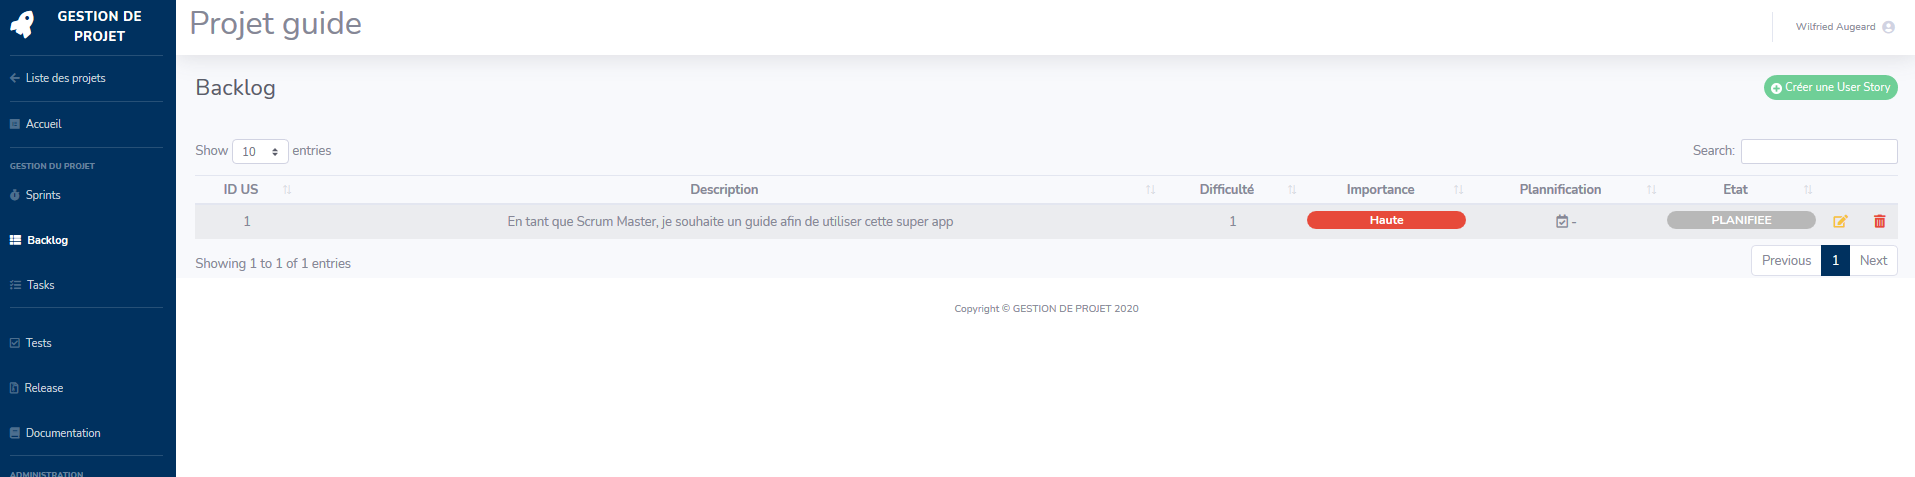 GESTION DE
PROJET
Projet guide
Wilfried Augeard
Liste des projets
Accueil
GESTION DU PROJET
Sprints
Backlog
Tasks
Tests
Release
Documentation
ADMINISTRATION
Backlog
Créer une User Story
Show 10 entries
Search:
ID US Description Difficulté Importance Plannification Etat
1 En tant que Scrum Master, je souhaite un guide afin de utiliser cette super app 1 Haute - PLANIFIEE
Showing 1 to 1 of 1 entries
Previous 1 Next
Copyright © GESTION DE PROJET 2020